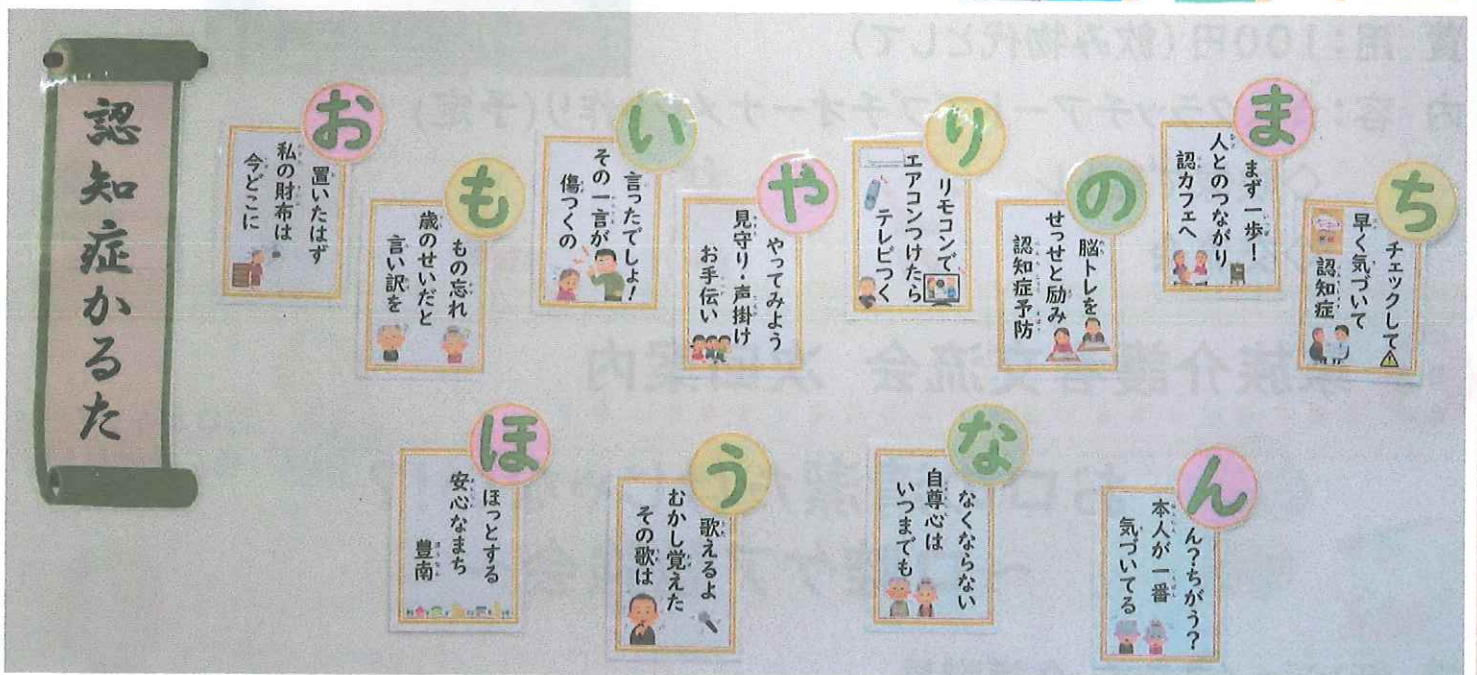 認知症かるた
お
置いたはず
私の財布は
今どこに
も
もの忘れ
歳のせいだと
言い訳を
い
言ったでしょ!
その一言が
傷つくの
や
やってみよう
見守り・声掛け
お手伝い
り
リモコンで
エアコンつけたら
テレビつく
の
脳トレを
せっせと励み
認知症予防
ま
まず一歩!
人とのつながり
認カフェへ
ち
チェックして
早く気づいて
認知症
ほ
ほっとする
安心なまち
豊南
う
歌えるよ
むかし覚えた
その歌は
な
なくならない
自尊心は
いつまでも
ん
ん?ちがう?
本人が一番
気づいてる